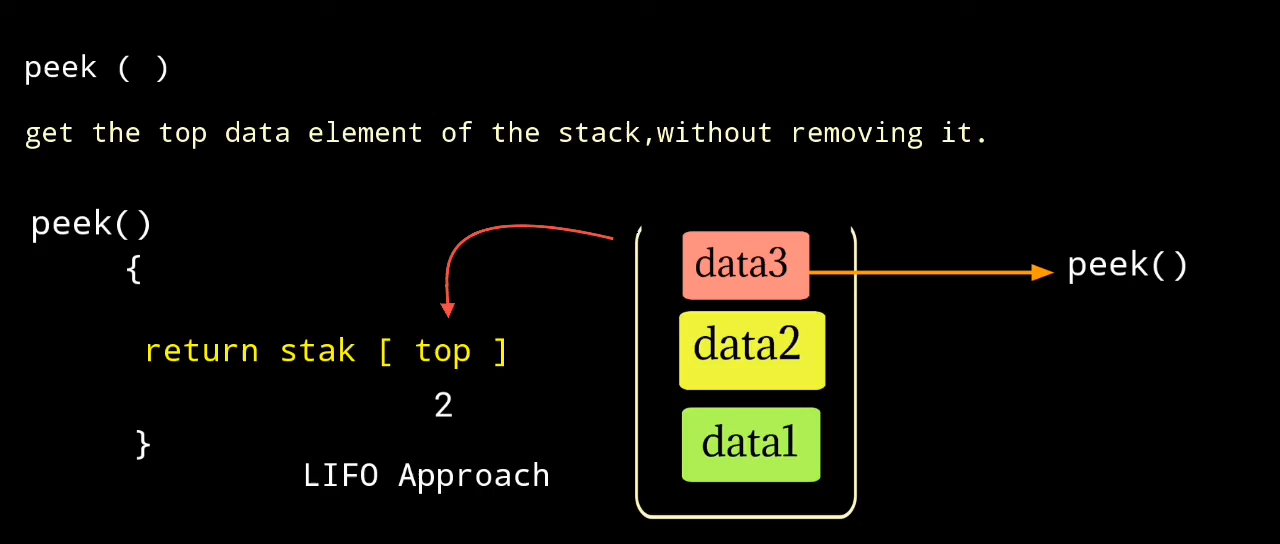 peek ( )
get the top data element of the stack,without removing it.
peek()
{
return stak [ top ]
2
}
LIFO Approach
data3
data2
data1
peek()